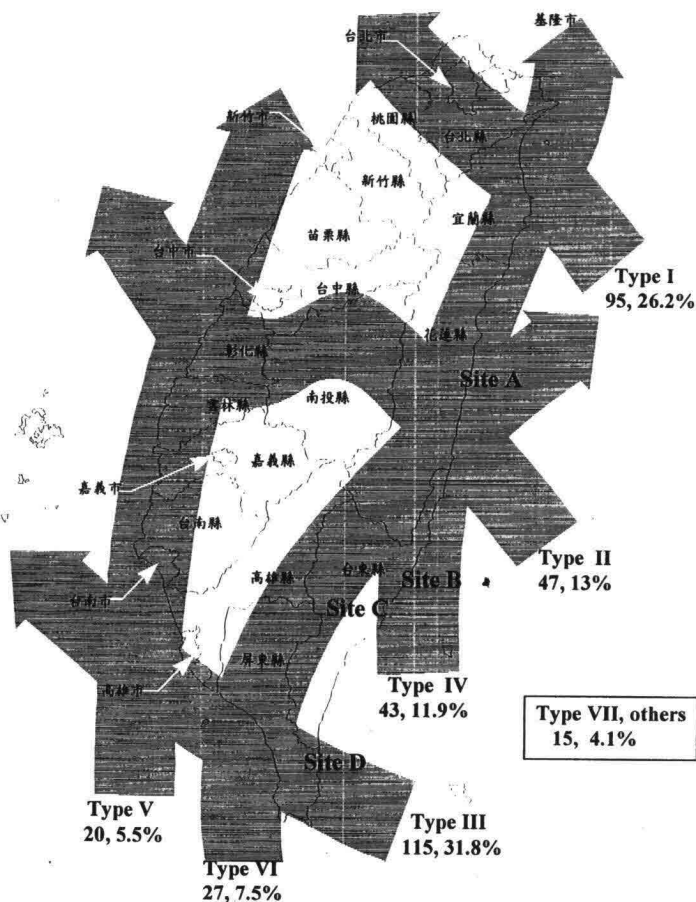 基隆市
台北市
新竹市
桃園縣
台北縣
新竹縣
宜蘭縣
苗栗縣
台中市
Type I
95, 26.2%
台中縣
花蓮縣
彰化縣
Site A
南投縣
雲林縣
嘉義縣
嘉義市
台南縣
Type II
47, 13%
台東縣
Site B
高雄縣
Site C
台南市
屏東縣
高雄市
Type IV
43, 11.9%
Type VII, others
15, 4.1%
Site D
Type V
20, 5.5%
Type III
115, 31.8%
Type VI
27, 7.5%